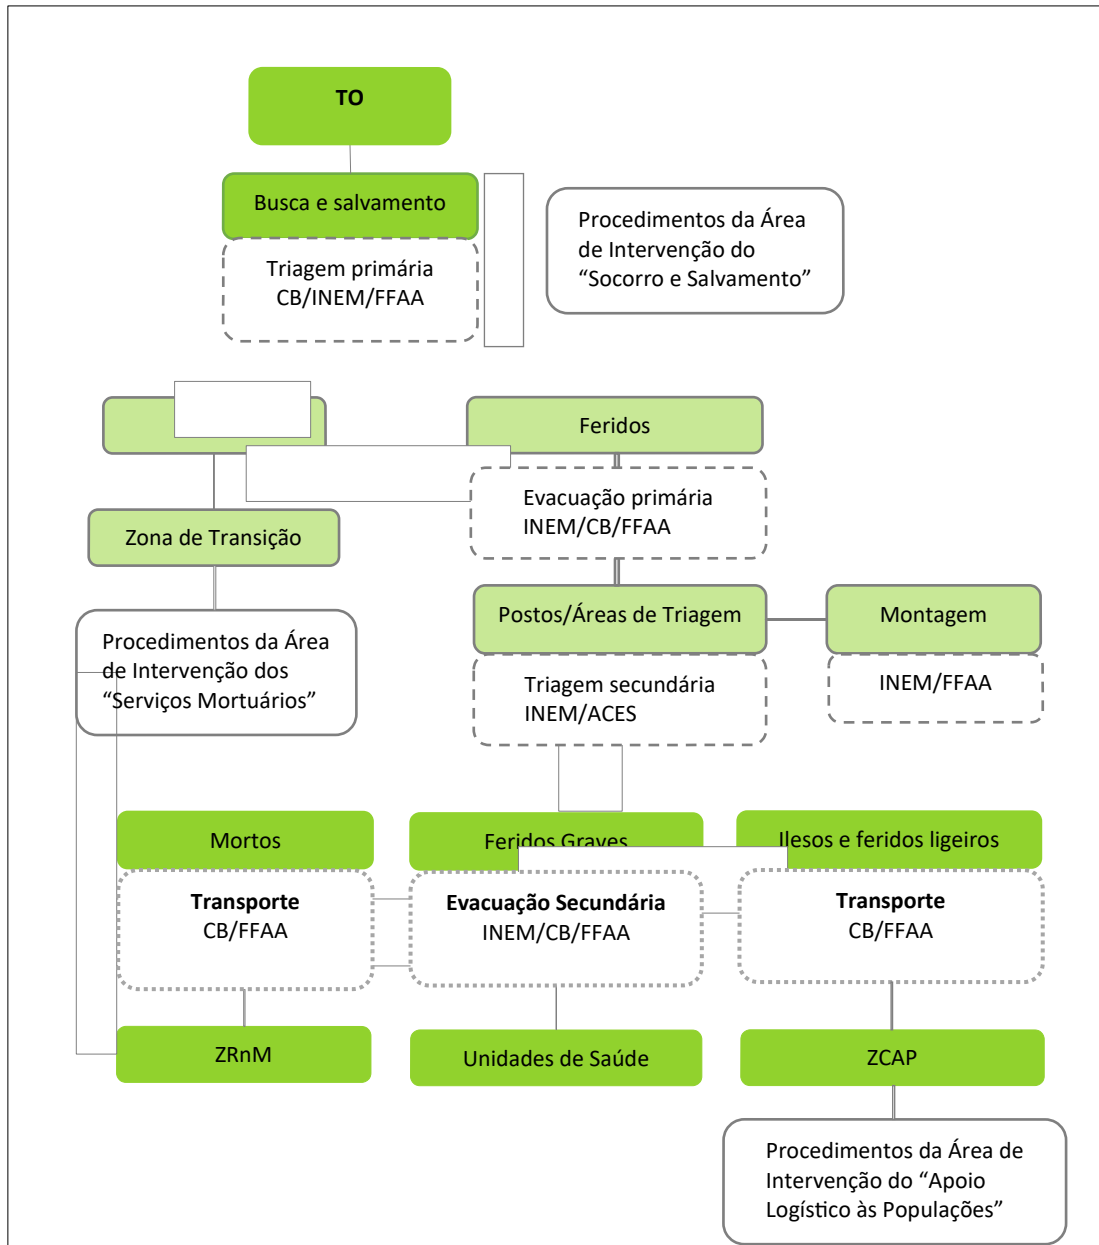 TO
Busca e salvamento
Triagem primária
CB/INEM/FFAA
Procedimentos da Área
de Intervenção do
“Socorro e Salvamento”
Feridos
Evacuação primária
INEM/CB/FFAA
Zona de Transição
Postos/Áreas de Triagem
Montagem
Procedimentos da Área
de Intervenção dos
“Serviços Mortuários”
Triagem secundária
INEM/ACES
INEM/FFAA
Mortos
Feridos Graves
Ilesos e feridos ligeiros
Transporte
CB/FFAA
Evacuação Secundária
INEM/CB/FFAA
Transporte
CB/FFAA
ZRnM
Unidades de Saúde
ZCAP
Procedimentos da Área de
Intervenção do “Apoio
Logístico às Populações”